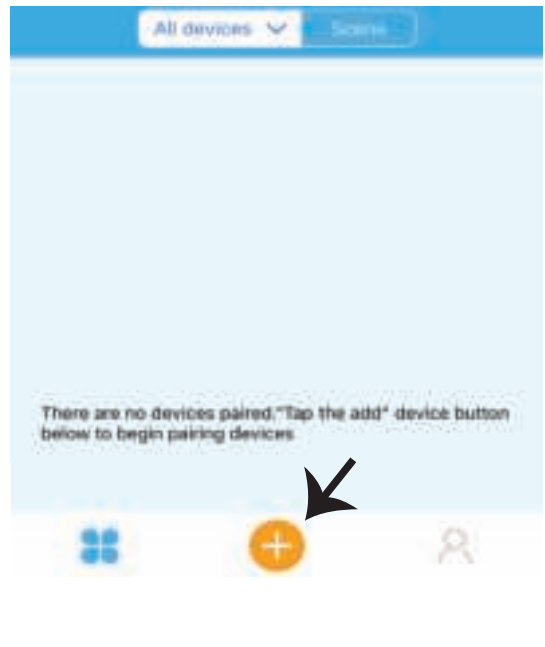 All devices
Scene
There are no devices paired."Tap the add" device button
below to begin pairing devices